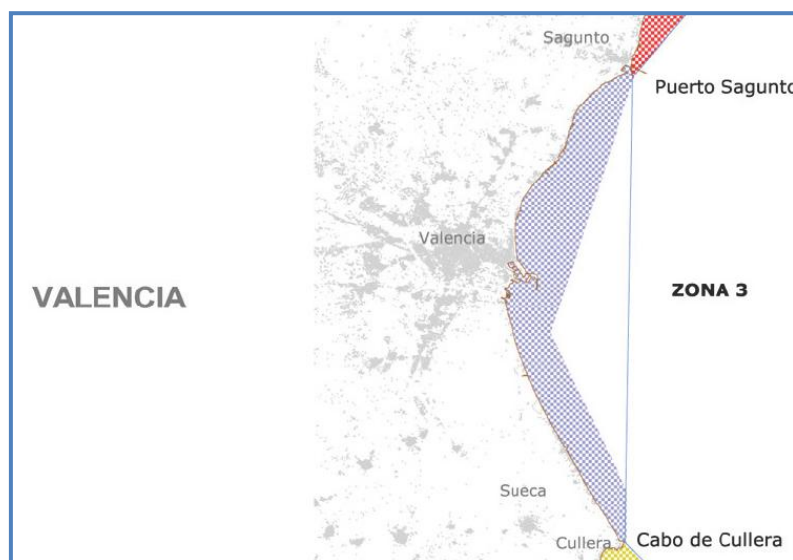 Sagunto
Puerto Sagunto
Valencia
VALENCIA
ZONA 3
Sueca
Cullera
Cabo de Cullera